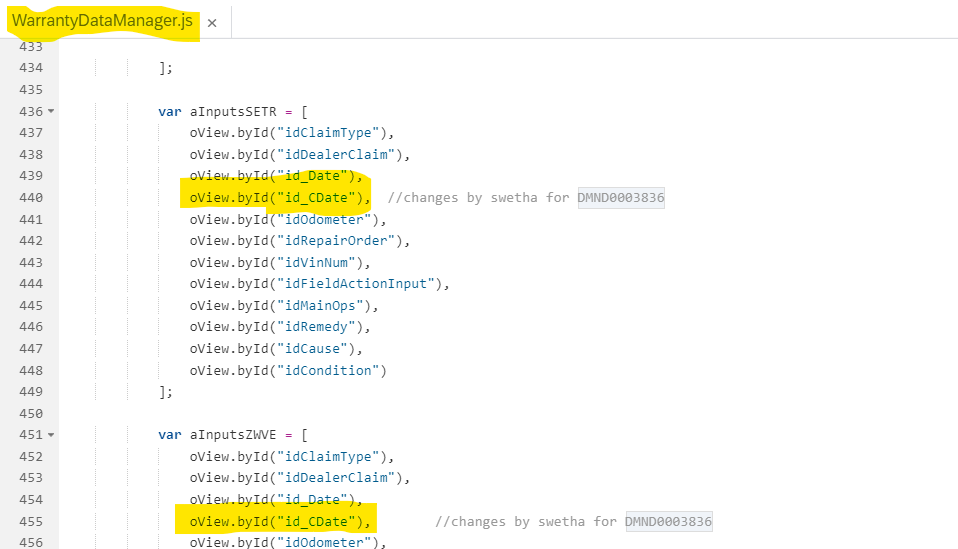 WarrantyDataManager.js ×
433
434 ];
435
436 var aInputsSETR = [
437 oView.byId("idClaimType"),
438 oView.byId("idDealerClaim"),
439 oView.byId("id_Date"),
440 oView.byId("id_CDate"), //changes by swetha for DMND0003836
441 oView.byId("idOdometer"),
442 oView.byId("idRepairOrder"),
443 oView.byId("idVinNum"),
444 oView.byId("idFieldActionInput"),
445 oView.byId("idMainOps"),
446 oView.byId("idRemedy"),
447 oView.byId("idCause"),
448 oView.byId("idCondition")
449 ];
450
451 var aInputsZWVE = [
452 oView.byId("idClaimType"),
453 oView.byId("idDealerClaim"),
454 oView.byId("id_Date"),
455 oView.byId("id_CDate"), //changes by swetha for DMND0003836
456 oView.byId("idOdometer"),